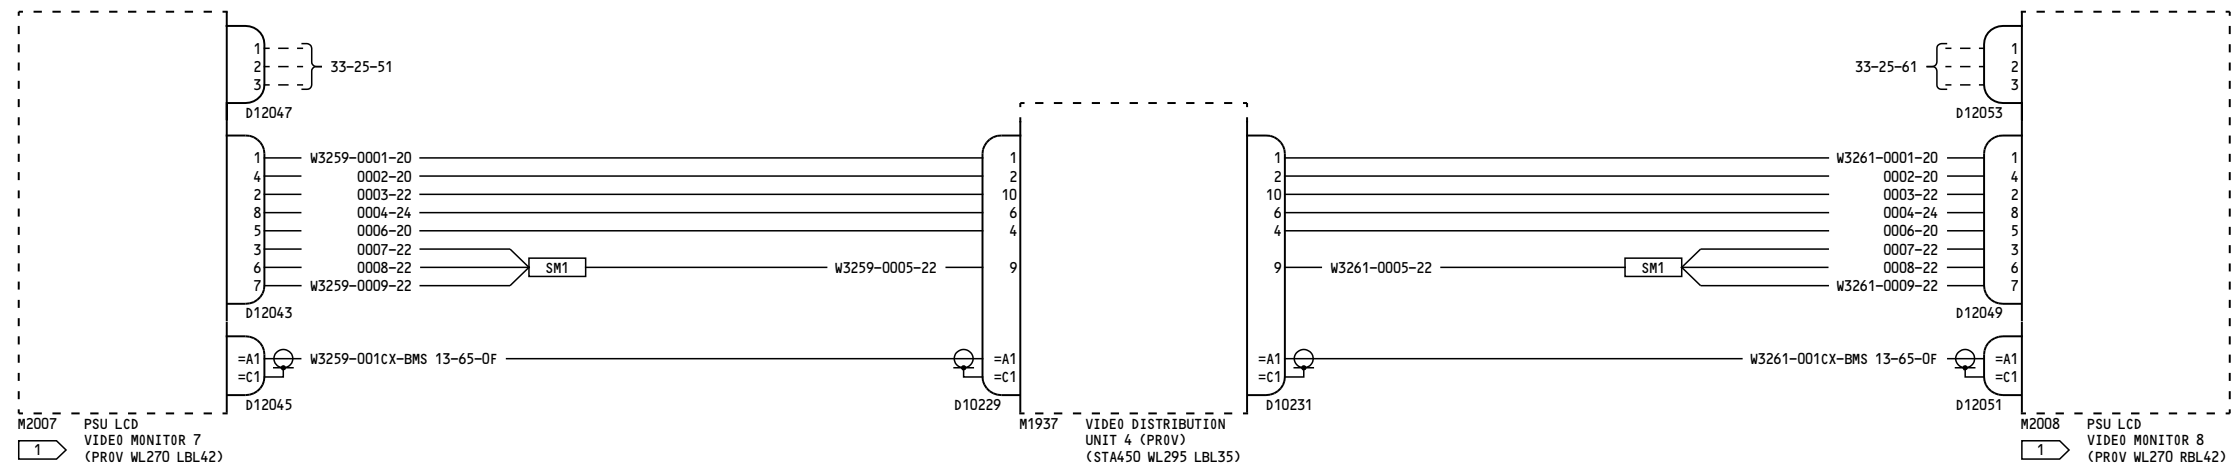 1
2
3
33-25-51
D12047
1 W3259-0001-20 1
4 0002-20 2
2 0003-22 10
8 0004-24 6
5 0006-20 4
3 0007-22
6 0008-22 SM1 W3259-0005-22 9
7 W3259-0009-22
D12043
=A1 W3259-001CX-BMS 13-65-0F =A1
=C1 =C1
D12045 D10229
M2007 PSU LCD
1 VIDEO MONITOR 7
(PROV WL270 LBL42)
M1937 VIDEO DISTRIBUTION
UNIT 4 (PROV)
(STA450 WL295 LBL35)
1 W3261-0001-20 1
2 0002-20 4
10 0003-22 2
6 0004-24 8
4 0006-20 5
0007-22 3
9 W3261-0005-22 SM1 0008-22 6
W3261-0009-22 7
D12049
=A1 W3261-001CX-BMS 13-65-0F =A1
=C1 =C1
D10231 D12051
33-25-61
1
2
3
D12053
M2008 PSU LCD
1 VIDEO MONITOR 8
(PROV WL270 RBL42)